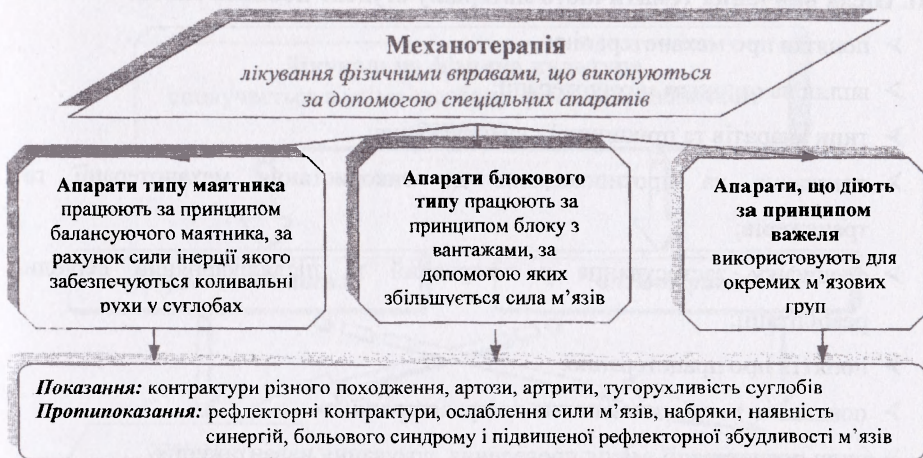 Механотерапія
лікування фізичними вправами, що виконуються
за допомогою спеціальних апаратів
Апарати типу маятника
працюють за принципом
балансуючого маятника, за
рахунок сили інерції якого
забезпечуються коливальні
рухи у суглобах
Апарати блокового
типу працюють за
принципом блоку з
вантажами, за
допомогою яких
збільшується сила м’язів
Апарати, що діють
за принципом
важеля
використовують для
окремих м’язових
груп
Показання: контрактури різного походження, артози, артрити, тугорухливість суглобів
Протипоказання: рефлекторні контрактури, ослаблення сили м’язів, набряки, наявність
синергій, больового синдрому і підвищеної рефлекторної збудливості м’язів